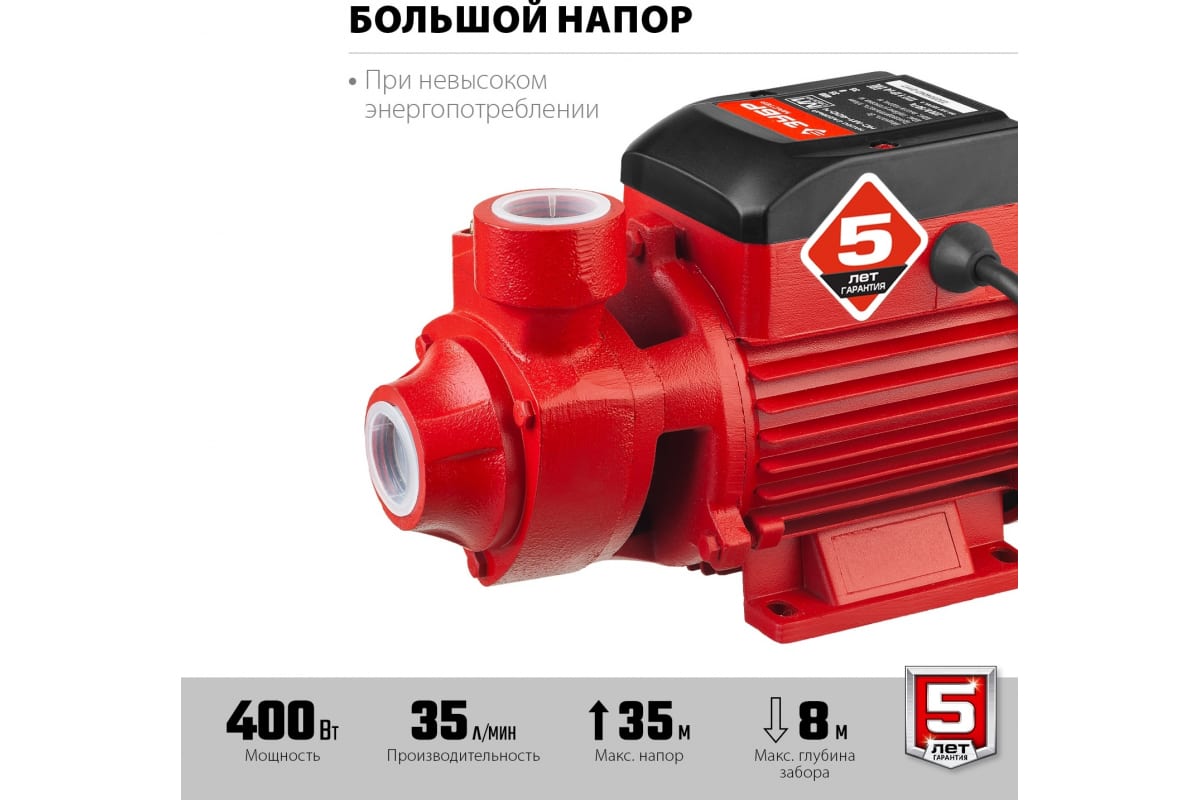 БОЛЬШОЙ НАПОР
• При невысоком
энергопотреблении
ЗУБР
5
лет
ГАРАНТИЯ
400 Вт
Мощность
35 л/мин
Производительность
35 м
Макс. напор
8 м
Макс. глубина
забора
5
лет
ГАРАНТИЯ